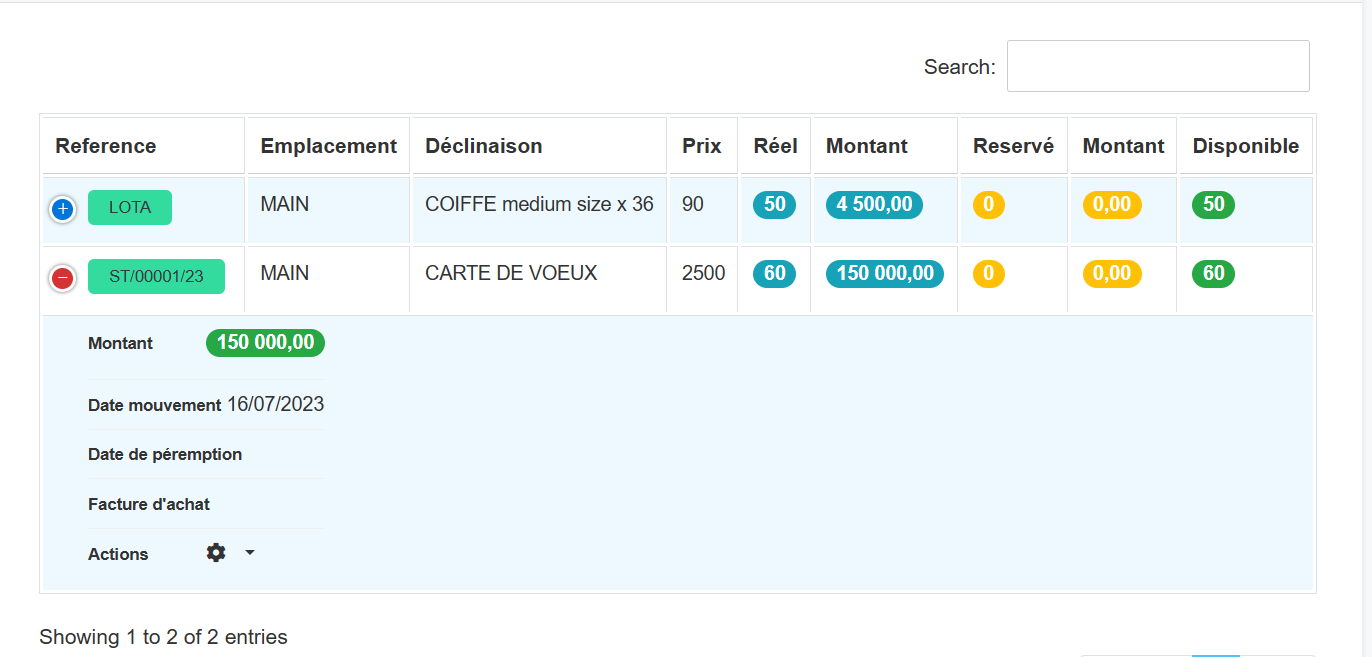 Search:
Reference Emplacement Déclinaison Prix Réel Montant Reservé Montant Disponible
LOTA MAIN COIFFE medium size x 36 90 50 4 500,00 0 0,00 50
ST/00001/23 MAIN CARTE DE VOEUX 2500 60 150 000,00 0 0,00 60
Montant 150 000,00
Date mouvement 16/07/2023
Date de péremption
Facture d'achat
Actions
Showing 1 to 2 of 2 entries